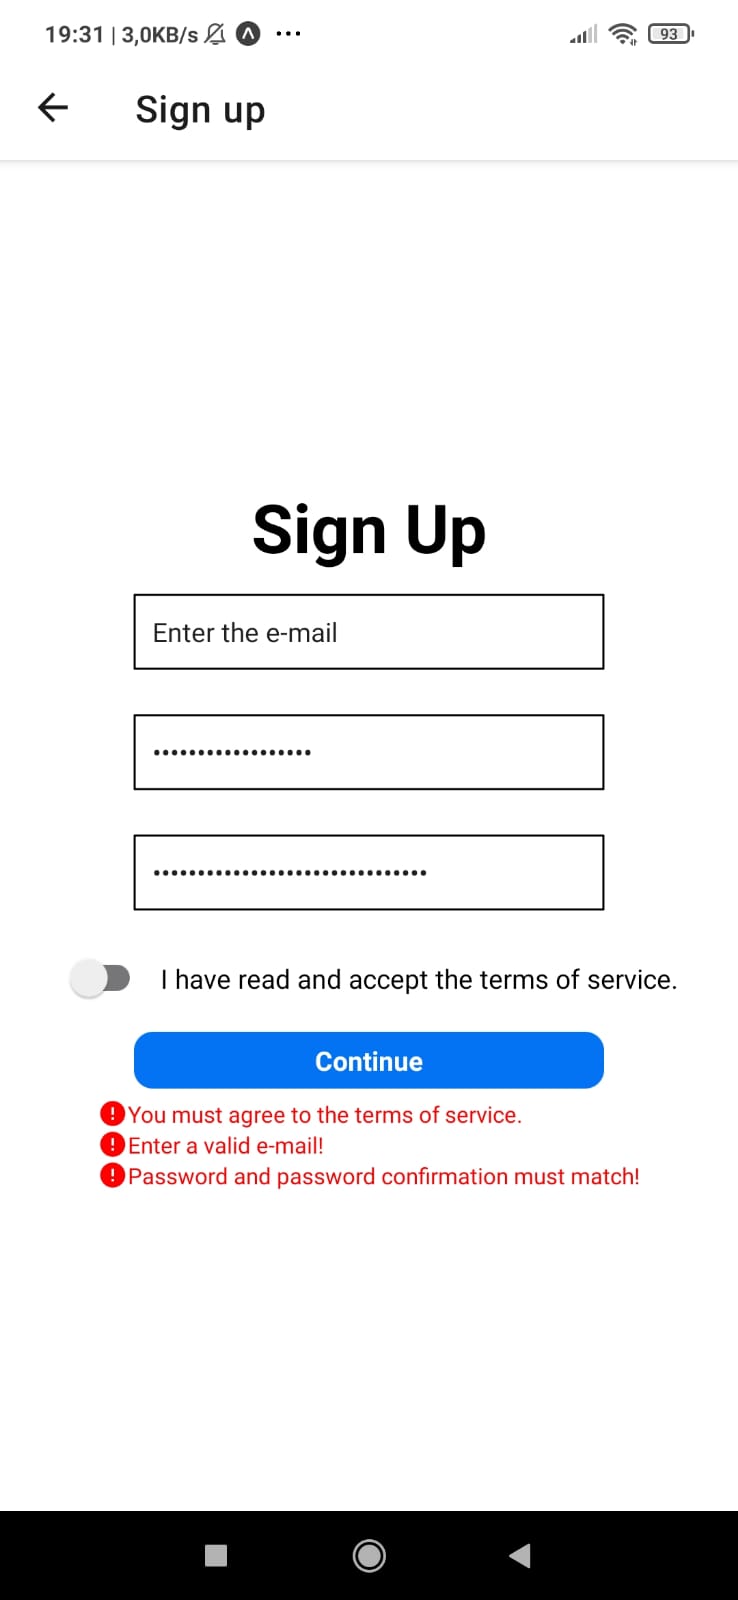 19:31 | 3,0KB/s ... 93
Sign up
Sign Up
Enter the e-mail
••••••••••••••••••
•••••••••••••••••••••••••••••••
I have read and accept the terms of service.
Continue
You must agree to the terms of service.
Enter a valid e-mail!
Password and password confirmation must match!